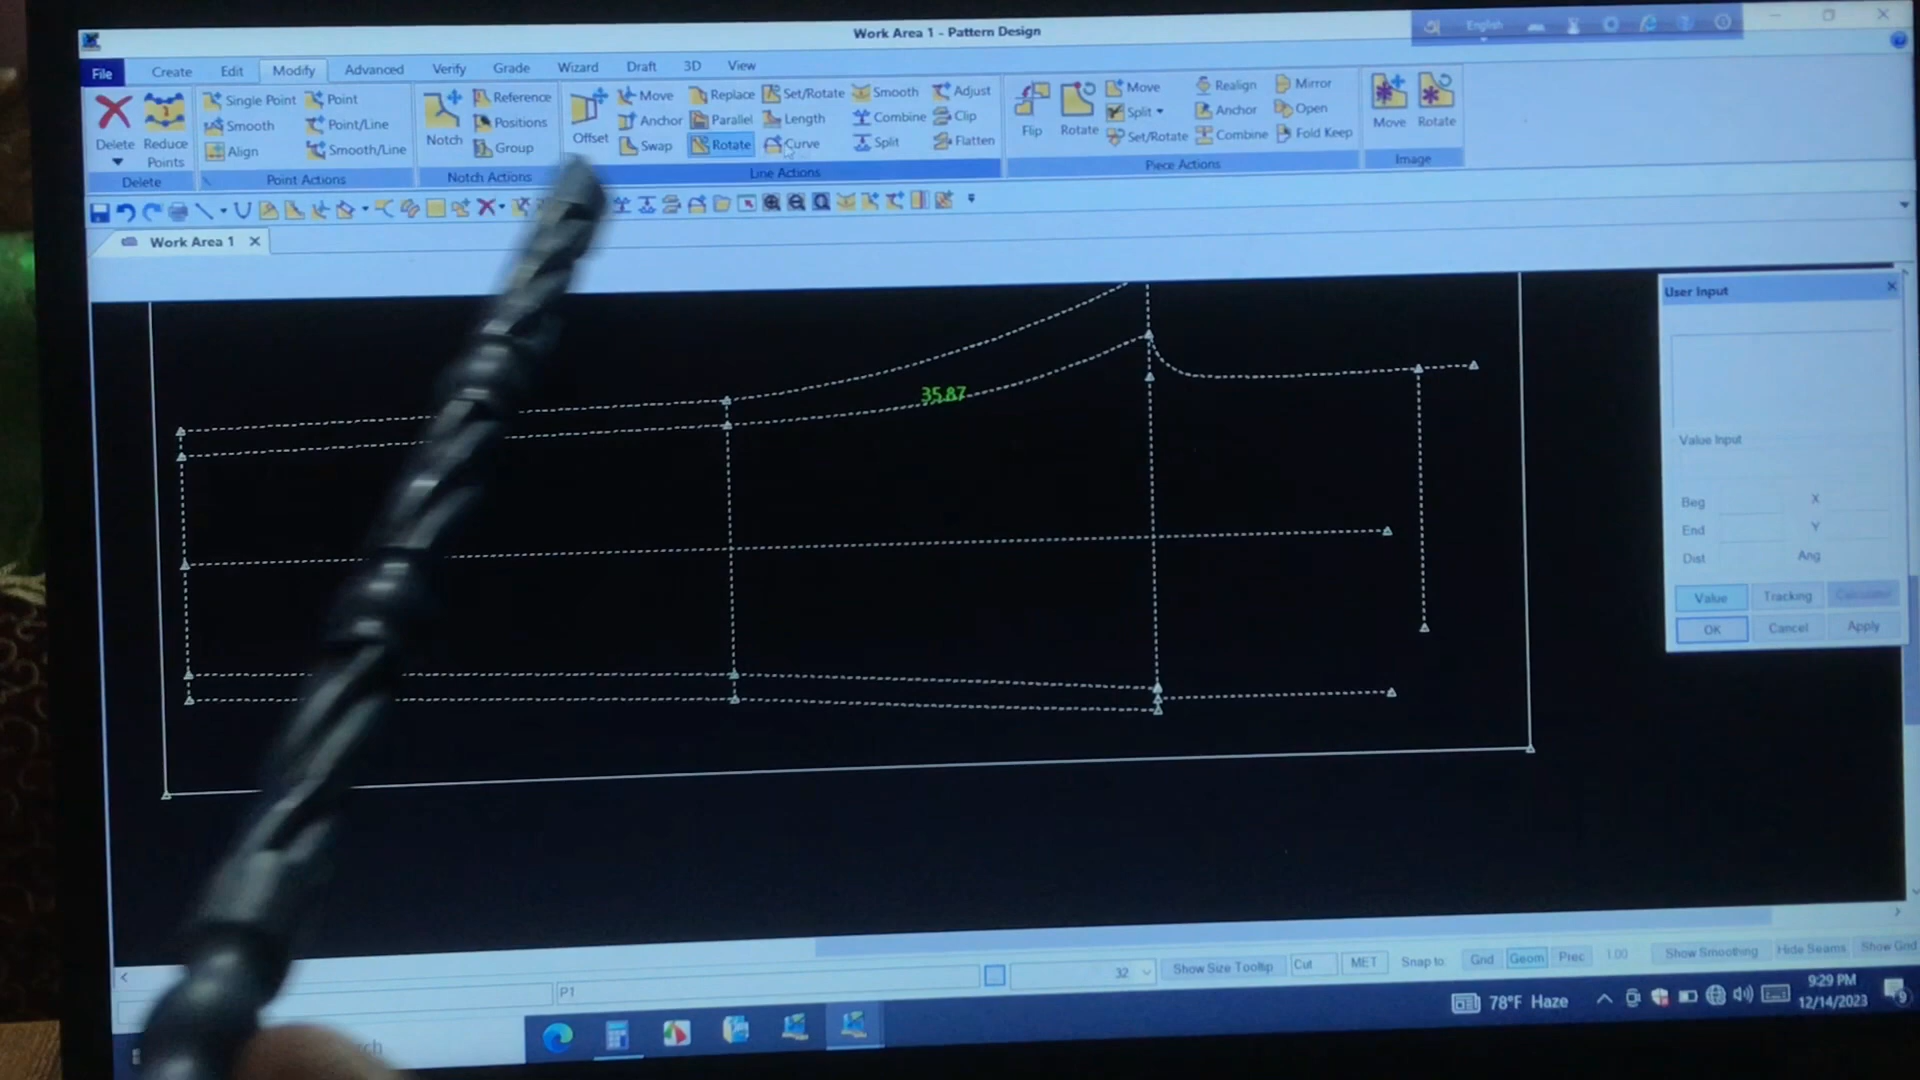 Work Area 1 - Pattern Design
English
File Create Edit Modify Advanced Verify Grade Wizard Draft 3D View
Delete
Reduce Points
Single Point
Smooth
Align
Point
Point/Line
Smooth/Line
Notch
Reference
Positions
Group
Offset
Move
Anchor
Swap
Replace
Parallel
Rotate
Set/Rotate
Length
Curve
Smooth
Combine
Split
Adjust
Clip
Flatten
Flip
Rotate
Move
Split
Set/Rotate
Realign
Anchor
Combine
Mirror
Open
Fold Keep
Move
Rotate
Delete Point Actions Notch Actions Line Actions Piece Actions Image
Work Area 1
User Input
35.87
Value Input
Beg X
End Y
Dist Ang
Value Tracking
OK Cancel Apply
P1 32 Show Size Tooltip Cut MET Snap to Grid Geom Prec 1.00 Show Smoothing Hide Seams Show Grid
78°F Haze
9:29 PM
12/14/2023
9